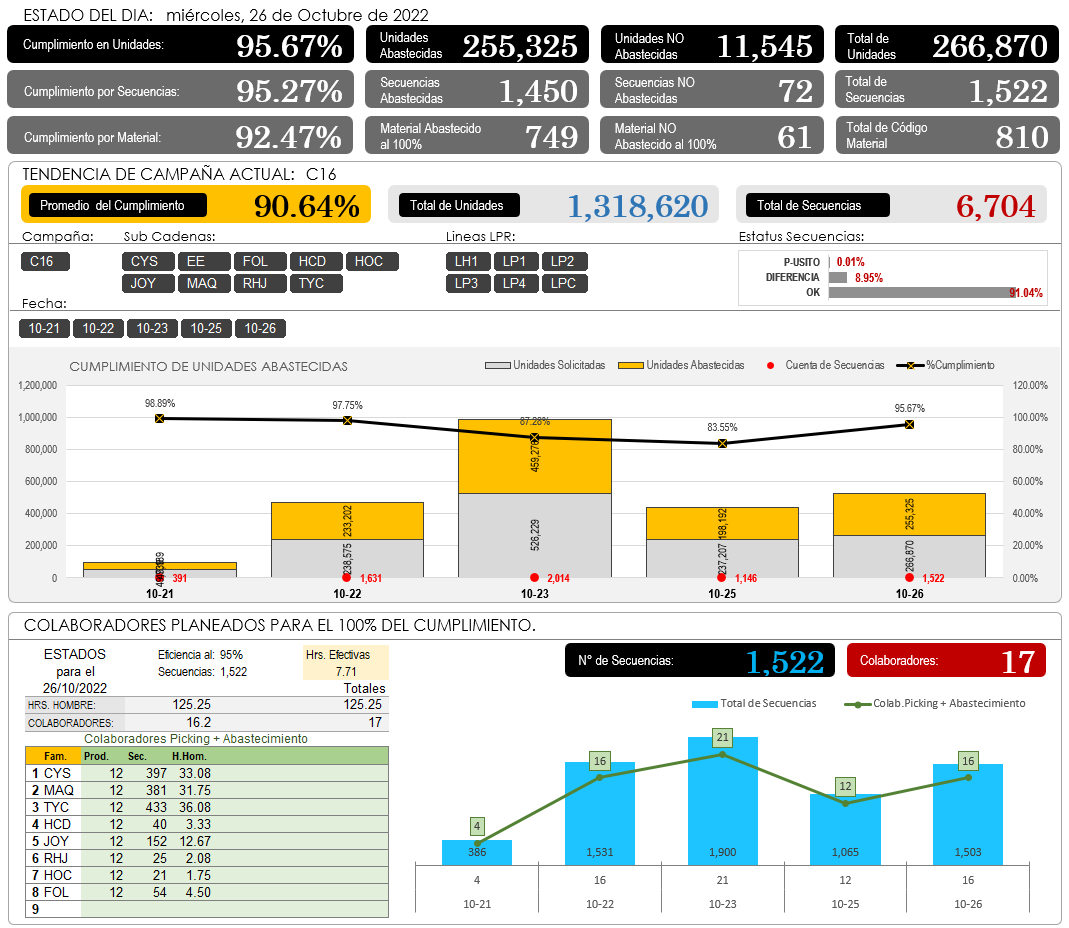 ESTADO DEL DIA: miércoles, 26 de Octubre de 2022
Cumplimiento en Unidades: 95.67%
Unidades Abastecidas 255,325
Unidades NO Abastecidas 11,545
Total de Unidades 266,870
Cumplimiento por Secuencias: 95.27%
Secuencias Abastecidas 1,450
Secuencias NO Abastecidas 72
Total de Secuencias 1,522
Cumplimiento por Material: 92.47%
Material Abastecido al 100% 749
Material NO Abastecido al 100% 61
Total de Código Material 810
TENDENCIA DE CAMPAÑA ACTUAL: C16
Promedio del Cumplimiento 90.64%
Total de Unidades 1,318,620
Total de Secuencias 6,704
Campaña: Sub Cadenas: Lineas LPR: Estatus Secuencias:
C16
CYS EE FOL HCD HOC
JOY MAQ RHJ TYC
LH1 LP1 LP2
LP3 LP4 LPC
P-USITO 0.01%
DIFERENCIA 8.95%
OK 91.04%
Fecha:
10-21 10-22 10-23 10-25 10-26
CUMPLIMIENTO DE UNIDADES ABASTECIDAS
Unidades Solicitadas Unidades Abastecidas Cuenta de Secuencias %Cumplimiento
1,200,000 120.00%
1,000,000 100.00%
800,000 80.00%
600,000 60.00%
400,000 40.00%
200,000 20.00%
0 0.00%
98.89% 97.75% 87.28% 83.55% 95.67%
233,202 198,192 255,325
238,575 526,229 237,207 266,870
391 1,631 2,014 1,146 1,522
10-21 10-22 10-23 10-25 10-26
COLABORADORES PLANEADOS PARA EL 100% DEL CUMPLIMIENTO.
ESTADOS para el 26/10/2022
Eficiencia al: 95%
Secuencias: 1,522
Hrs. Efectivas
7.71
Totales
HRS. HOMBRE: 125.25 125.25
COLABORADORES: 16.2 17
Colaboradores Picking + Abastecimiento
Fam. Prod. Sec. H.Hom.
1 CYS 12 397 33.08
2 MAQ 12 381 31.75
3 TYC 12 433 36.08
4 HCD 12 40 3.33
5 JOY 12 152 12.67
6 RHJ 12 25 2.08
7 HOC 12 21 1.75
8 FOL 12 54 4.50
9
N° de Secuencias: 1,522
Colaboradores: 17
Total de Secuencias Colab.Picking + Abastecimiento
4 16 21 12 16
386 1,531 1,900 1,065 1,503
4 16 21 12 16
10-21 10-22 10-23 10-25 10-26